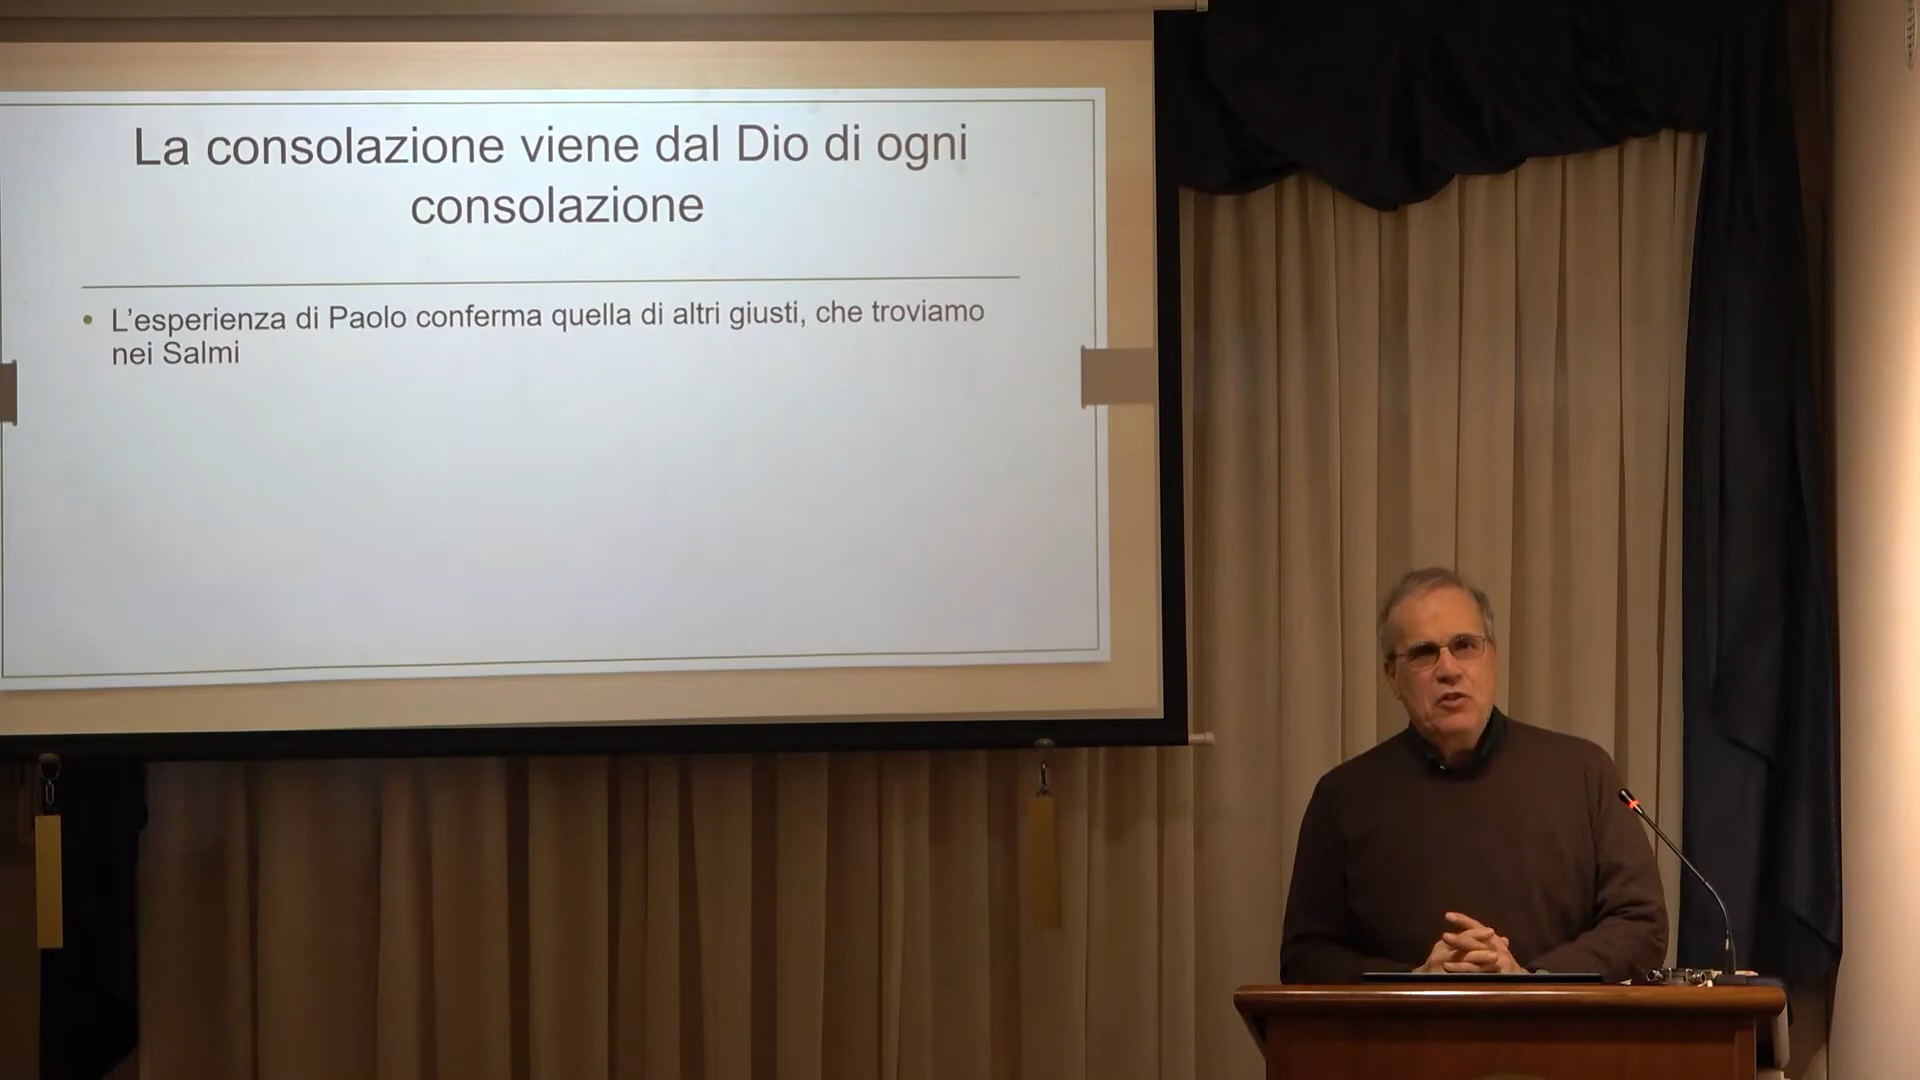 La consolazione viene dal Dio di ogni
consolazione
• L’esperienza di Paolo conferma quella di altri giusti, che troviamo
nei Salmi